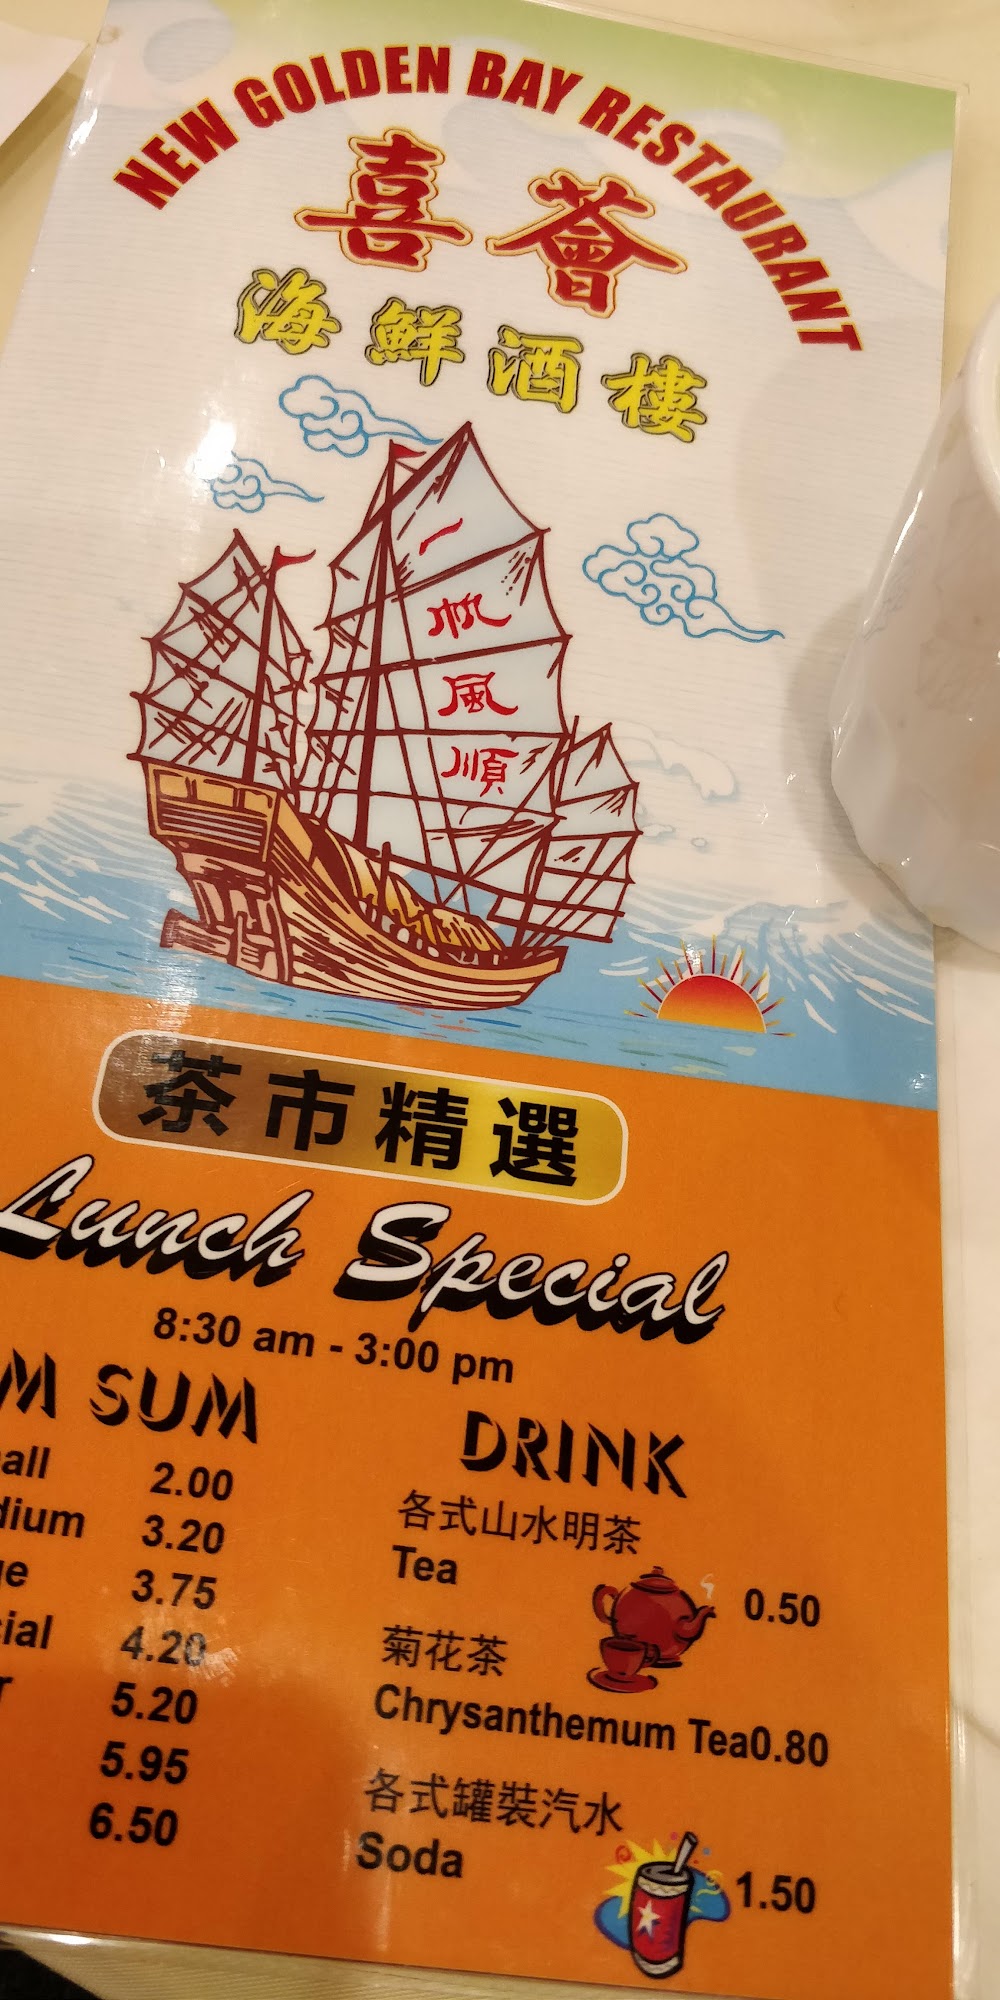 NEW GOLDEN BAY RESTAURANT
喜薈
海鮮酒樓
一
帆
風
順
茶市精選
Lunch Special
8:30 am - 3:00 pm
SUM
2.00
3.20
3.75
4.20
5.20
5.95
6.50
DRINK
各式山水明茶
Tea 0.50
菊花茶
Chrysanthemum Tea0.80
各式罐裝汽水
Soda 1.50